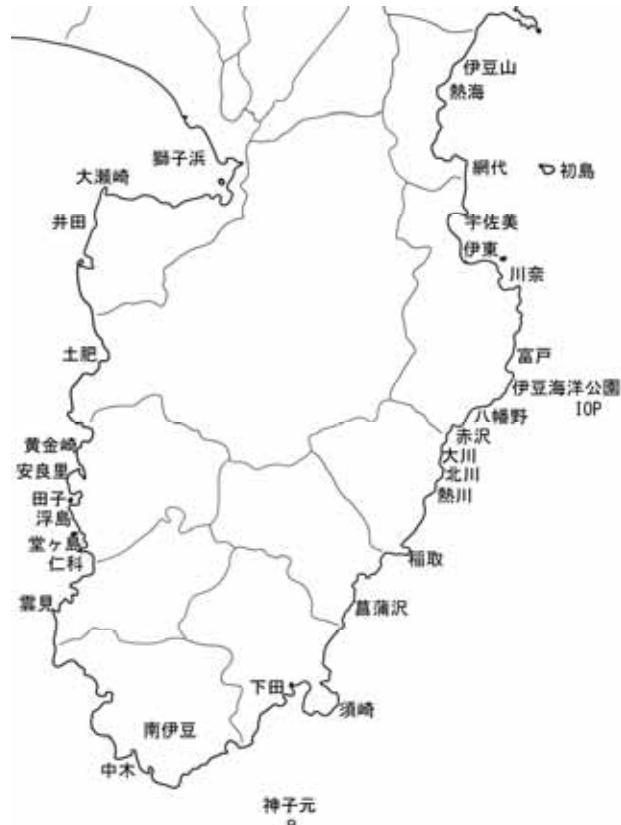 伊豆山
熱海
獅子浜
網代
初島
大瀬崎
井田
宇佐美
伊東
川奈
土肥
富戸
伊豆海洋公園
IOP
八幡野
赤沢
黄金崎
大川
安良里
北川
田子
熱川
浮島
堂ヶ島
仁科
稲取
雲見
菖蒲沢
下田
須崎
南伊豆
中木
神子元